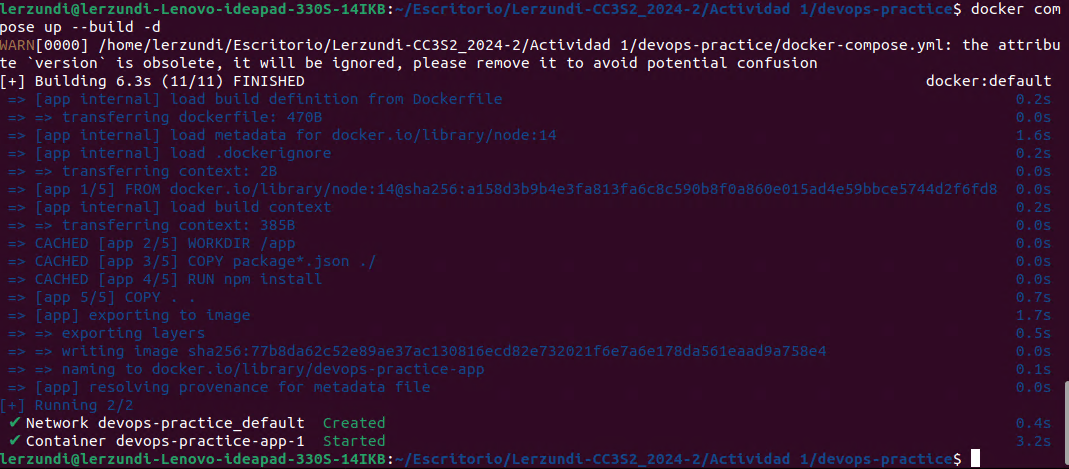 lerzundi@lerzundi-Lenovo-ideapad-330S-14IKB:~/Escritorio/Lerzundi-CC3S2_2024-2/Actividad 1/devops-practice$ docker com
pose up --build -d
WARN[0000] /home/lerzundi/Escritorio/Lerzundi-CC3S2_2024-2/Actividad 1/devops-practice/docker-compose.yml: the attribu
te `version` is obsolete, it will be ignored, please remove it to avoid potential confusion
[+] Building 6.3s (11/11) FINISHED docker:default
=> [app internal] load build definition from Dockerfile 0.2s
=> => transferring dockerfile: 470B 0.0s
=> [app internal] load metadata for docker.io/library/node:14 1.6s
=> [app internal] load .dockerignore 0.2s
=> => transferring context: 2B 0.0s
=> [app 1/5] FROM docker.io/library/node:14@sha256:a158d3b9b4e3fa813fa6c8c590b8f0a860e015ad4e59bbce5744d2f6fd8 0.0s
=> [app internal] load build context 0.2s
=> => transferring context: 385B 0.0s
=> CACHED [app 2/5] WORKDIR /app 0.0s
=> CACHED [app 3/5] COPY package*.json ./ 0.0s
=> CACHED [app 4/5] RUN npm install 0.0s
=> [app 5/5] COPY . . 0.7s
=> [app] exporting to image 1.7s
=> => exporting layers 0.5s
=> => writing image sha256:77b8da62c52e89ae37ac130816ecd82e732021f6e7a6e178da561eaad9a758e4 0.0s
=> => naming to docker.io/library/devops-practice-app 0.1s
=> [app] resolving provenance for metadata file 0.0s
[+] Running 2/2
✔ Network devops-practice_default Created 0.4s
✔ Container devops-practice-app-1 Started 3.2s
lerzundi@lerzundi-Lenovo-ideapad-330S-14IKB:~/Escritorio/Lerzundi-CC3S2_2024-2/Actividad 1/devops-practice$